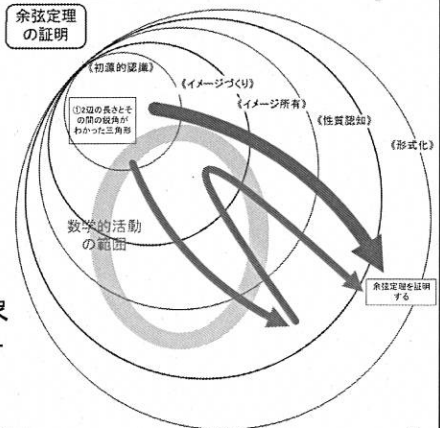 余弦定理
の証明
《初源的認識》
《イメージづくり》
《イメージ所有》
《性質認知》
《形式化》
①2辺の長さとそ
の間の鋭角が
わかった三角形
数学的活動
の範囲
余弦定理を証明
する